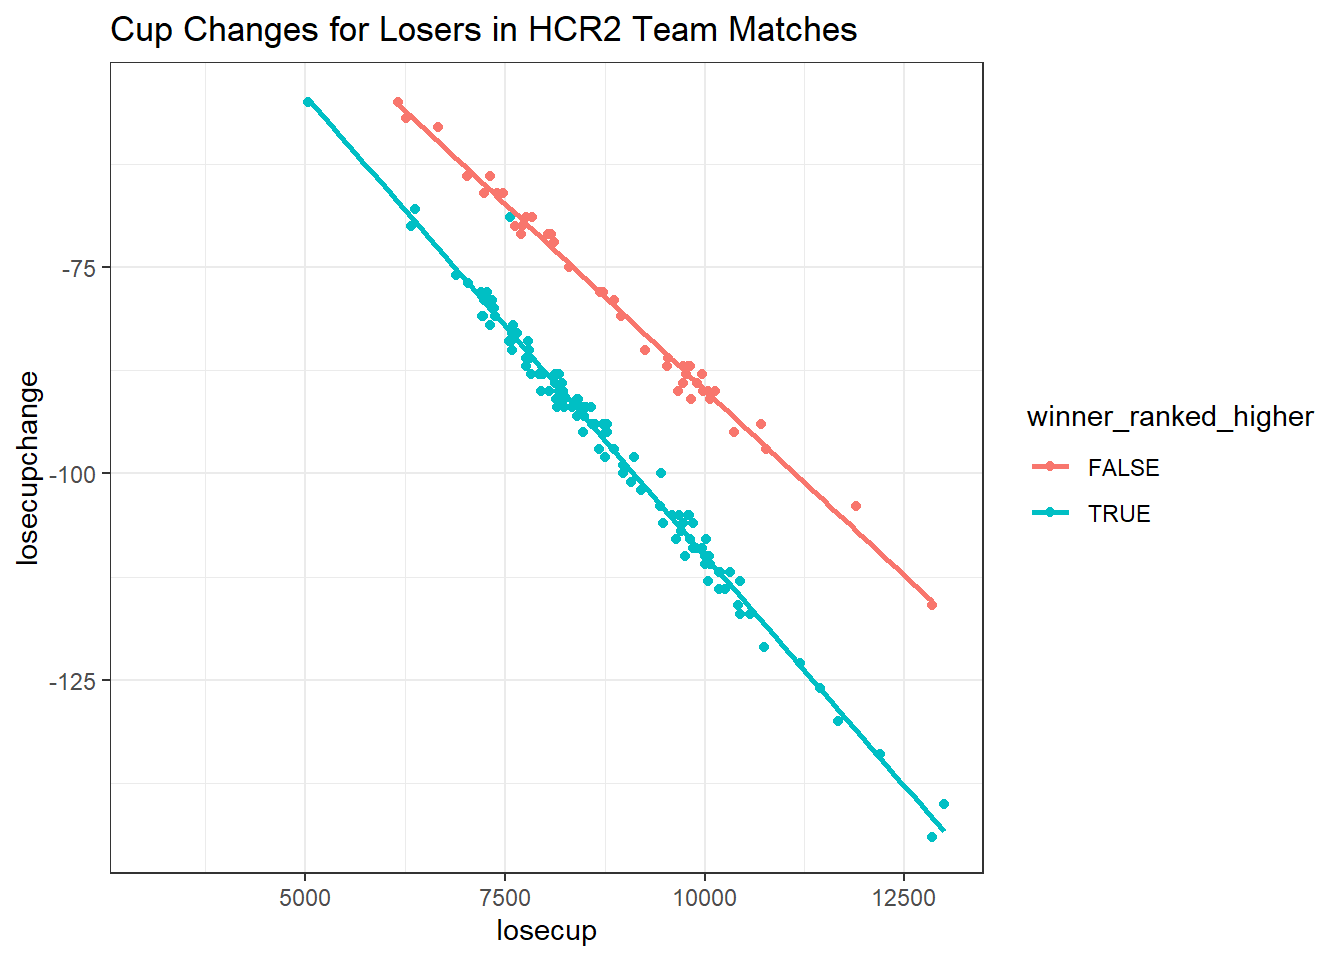 Cup Changes for Losers in HCR2 Team Matches
losecupchange
-75
-100
-125
5000
7500
10000
12500
losecup
winner_ranked_higher
FALSE
TRUE